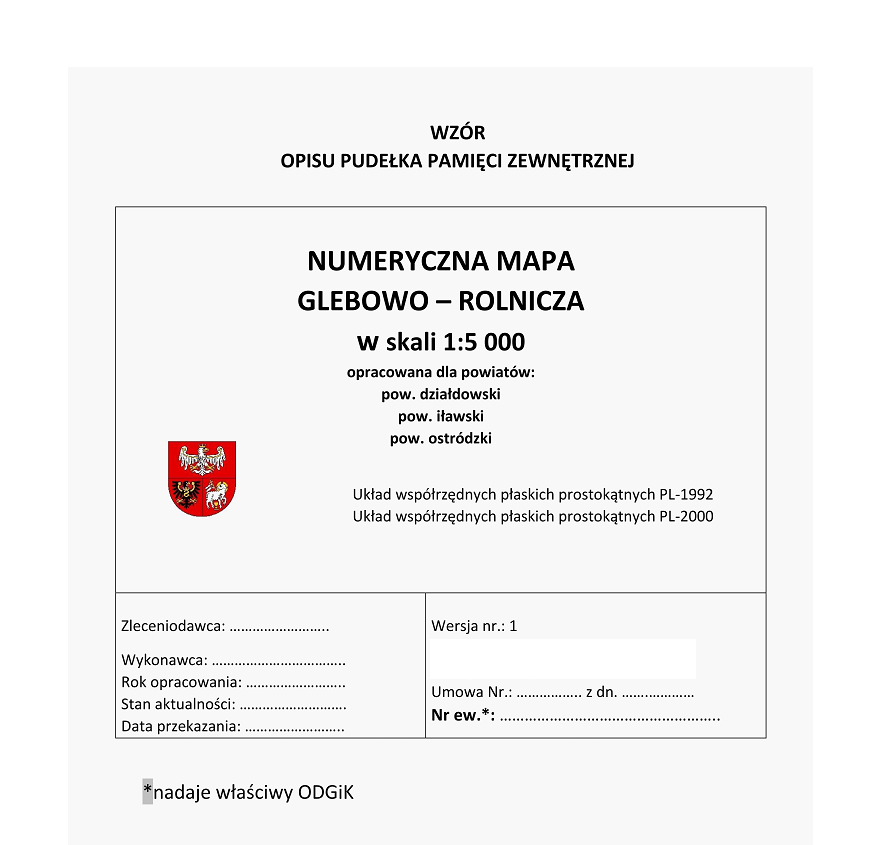 WZÓR
OPISU PUDEŁKA PAMIĘCI ZEWNĘTRZNEJ
NUMERYCZNA MAPA
GLEBOWO – ROLNICZA
w skali 1:5 000
opracowana dla powiatów:
pow. działdowski
pow. iławski
pow. ostródzki
Układ współrzędnych płaskich prostokątnych PL-1992
Układ współrzędnych płaskich prostokątnych PL-2000
Zleceniodawca: ……………………..
Wykonawca: ……………………………..
Rok opracowania: ……………………..
Stan aktualności: ……………………….
Data przekazania: ……………………..
Wersja nr.: 1
Umowa Nr.: …………….. z dn. ……..………..
Nr ew.*: …………………………………………………..
*nadaje właściwy ODGiK